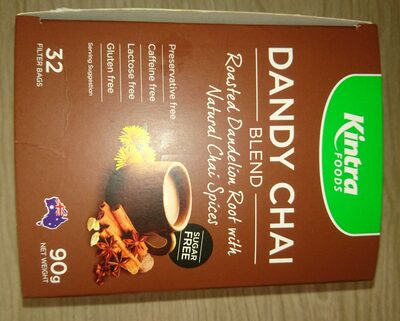 Kintra
FOODS
DANDY CHAI
BLEND
Roasted Dandelion Root with
Natural Chai Spices
Preservative free
Caffeine free
Lactose free
Gluten free
Serving Suggestion
SUGAR
FREE
32
FILTER BAGS
90g
NET WEIGHT